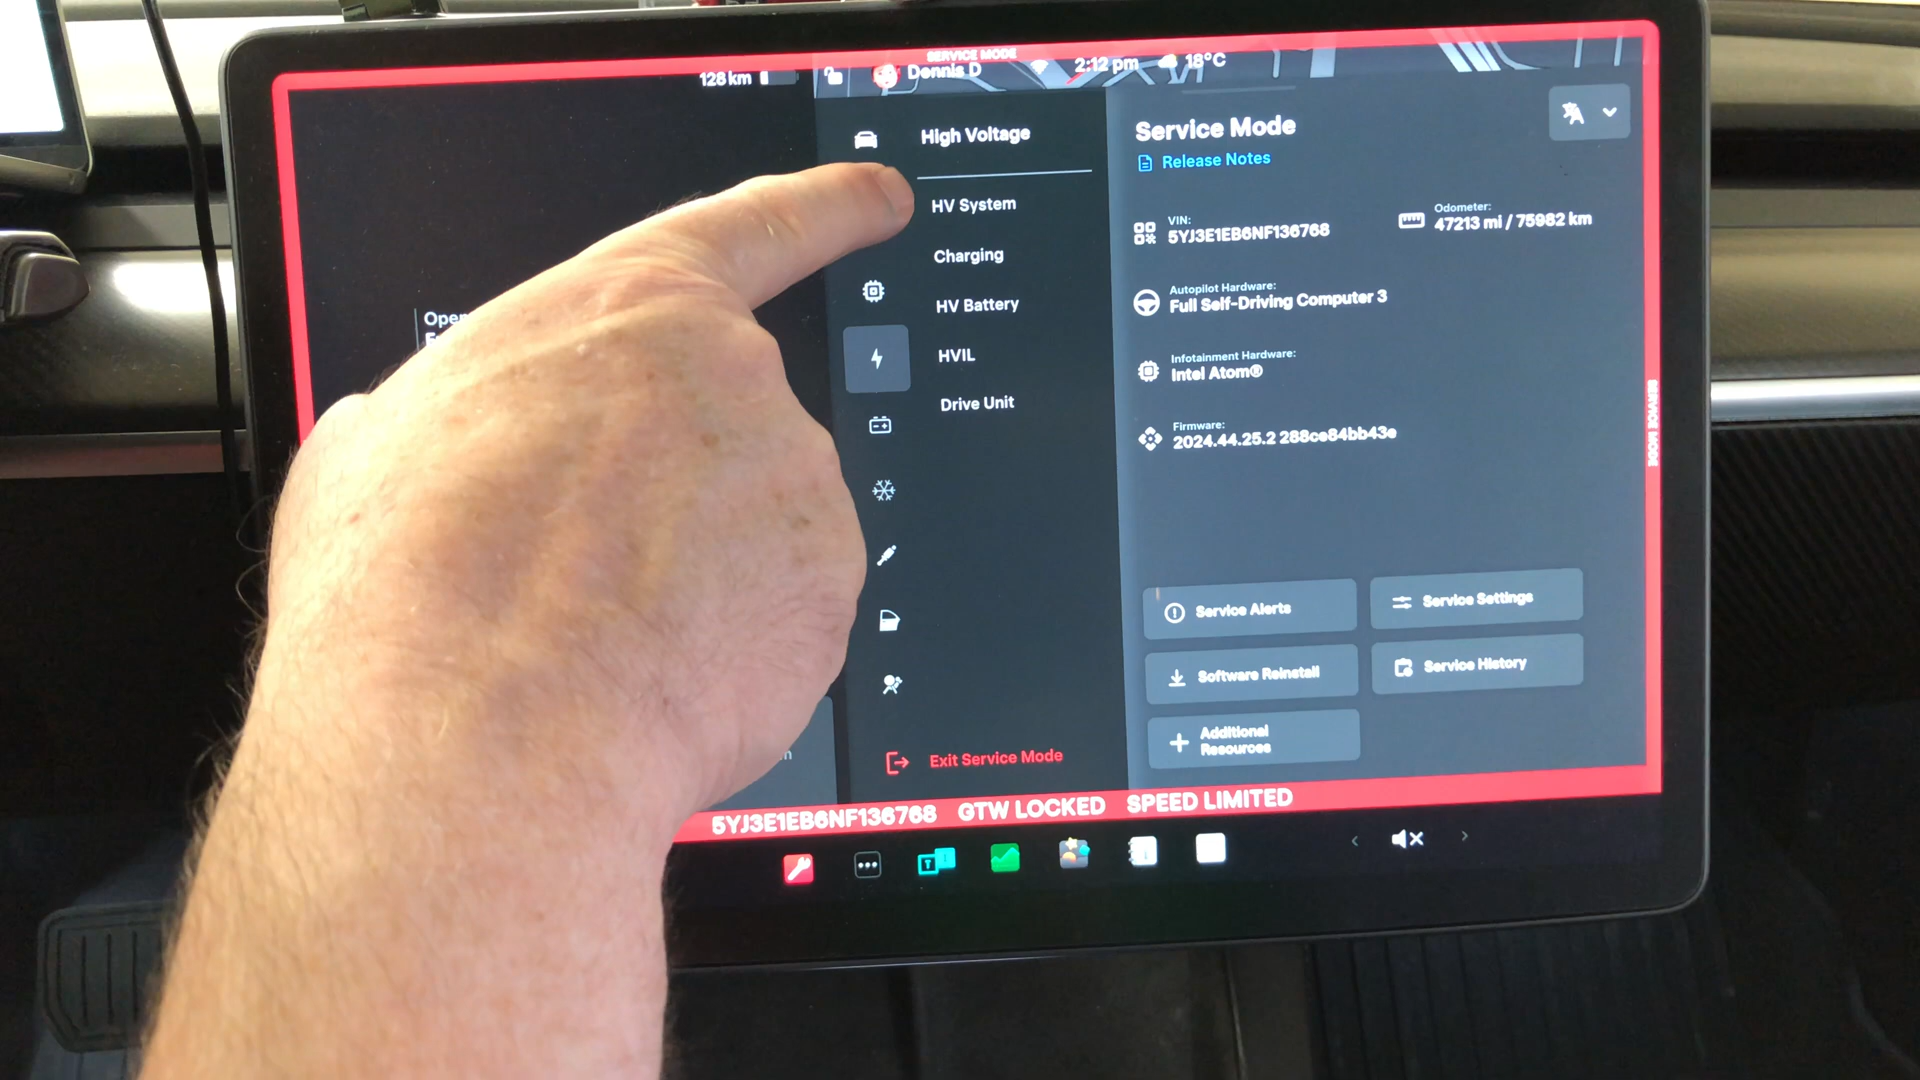 SERVICE MODE
128 km
Dennis D
2:12 pm
18°C
High Voltage
HV System
Charging
HV Battery
HVIL
Drive Unit
Exit Service Mode
Service Mode
Release Notes
VIN:
5YJ3E1EB6NF136768
Odometer:
47213 mi / 75982 km
Autopilot Hardware:
Full Self-Driving Computer 3
Infotainment Hardware:
Intel Atom®
Firmware:
2024.44.25.2 288ce84bb43e
Service Alerts
Service Settings
Software Reinstall
Service History
Additional
Resources
SERVICE MODE
5YJ3E1EB6NF136768 GTW LOCKED SPEED LIMITED